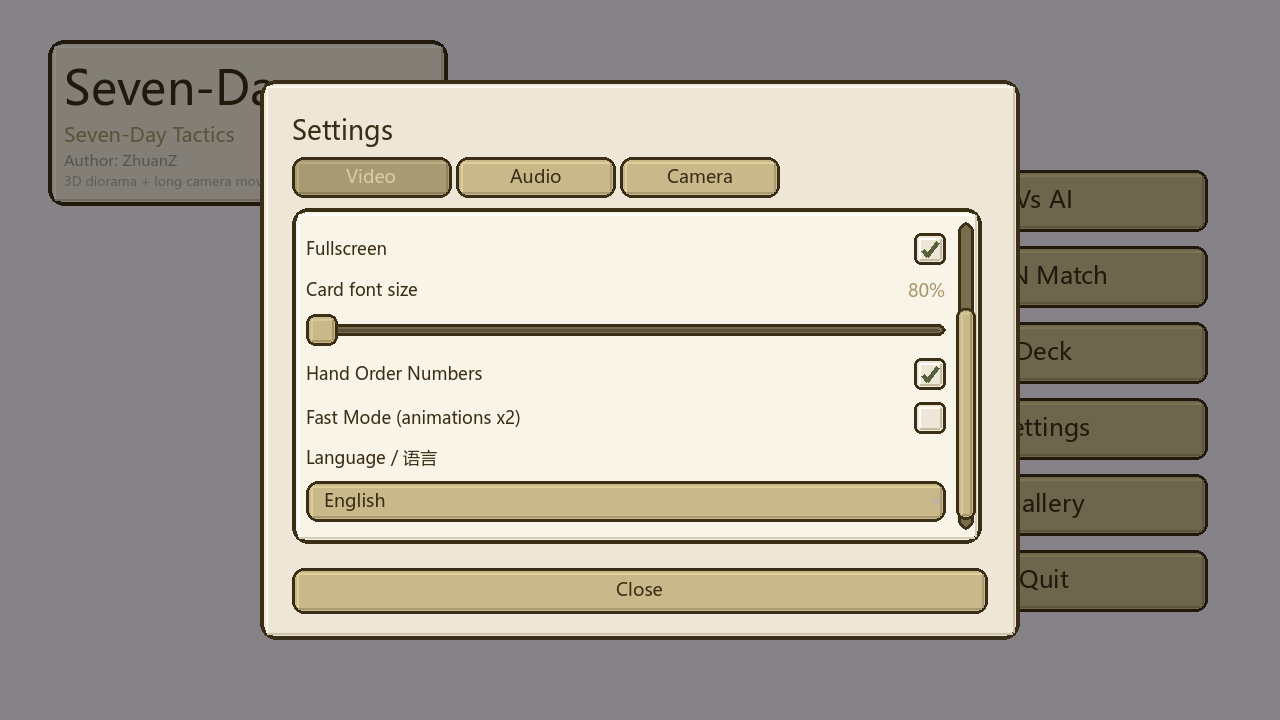 Seven-Da
Seven-Day Tactics
Author: ZhuanZ
3D diorama + long camera mov
Settings
Video
Audio
Camera
Fullscreen
Card font size
80%
Hand Order Numbers
Fast Mode (animations x2)
Language / 语言
English
Close
Vs AI
N Match
Deck
ettings
allery
Quit